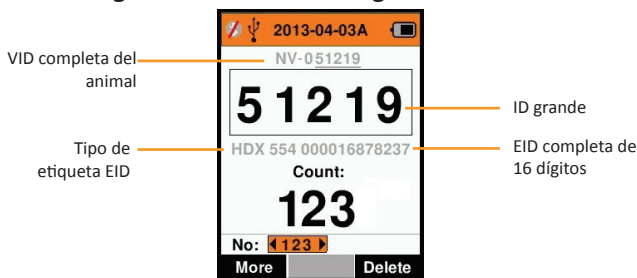 2013-04-03A
VID completa del
animal
NV-051219
51219
ID grande
Tipo de
etiqueta EID
HDX 554 000016878237
EID completa de
16 dígitos
Count:
123
No: 123
More
Delete